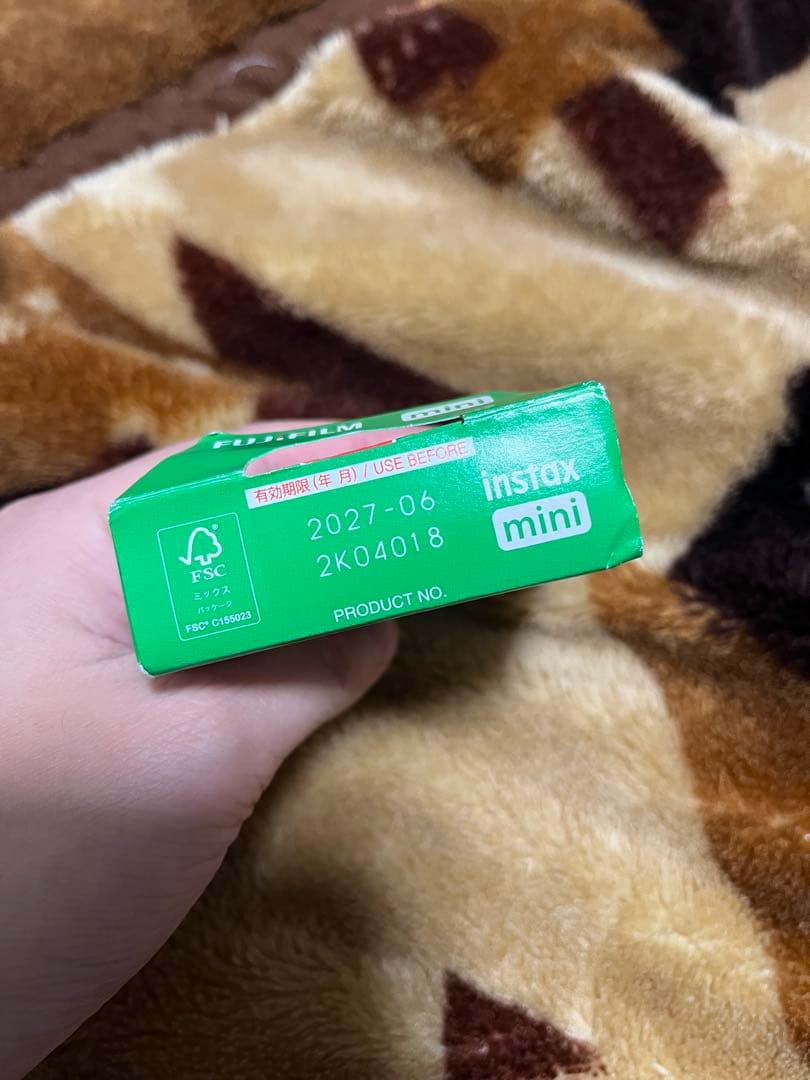 FUJIFILM
mini
有効期限(年 月)/ USE BEFORE
2027-06
2K04018
PRODUCT NO.
instax
mini
FSC®
ミックス
パッケージ
FSC® C155023